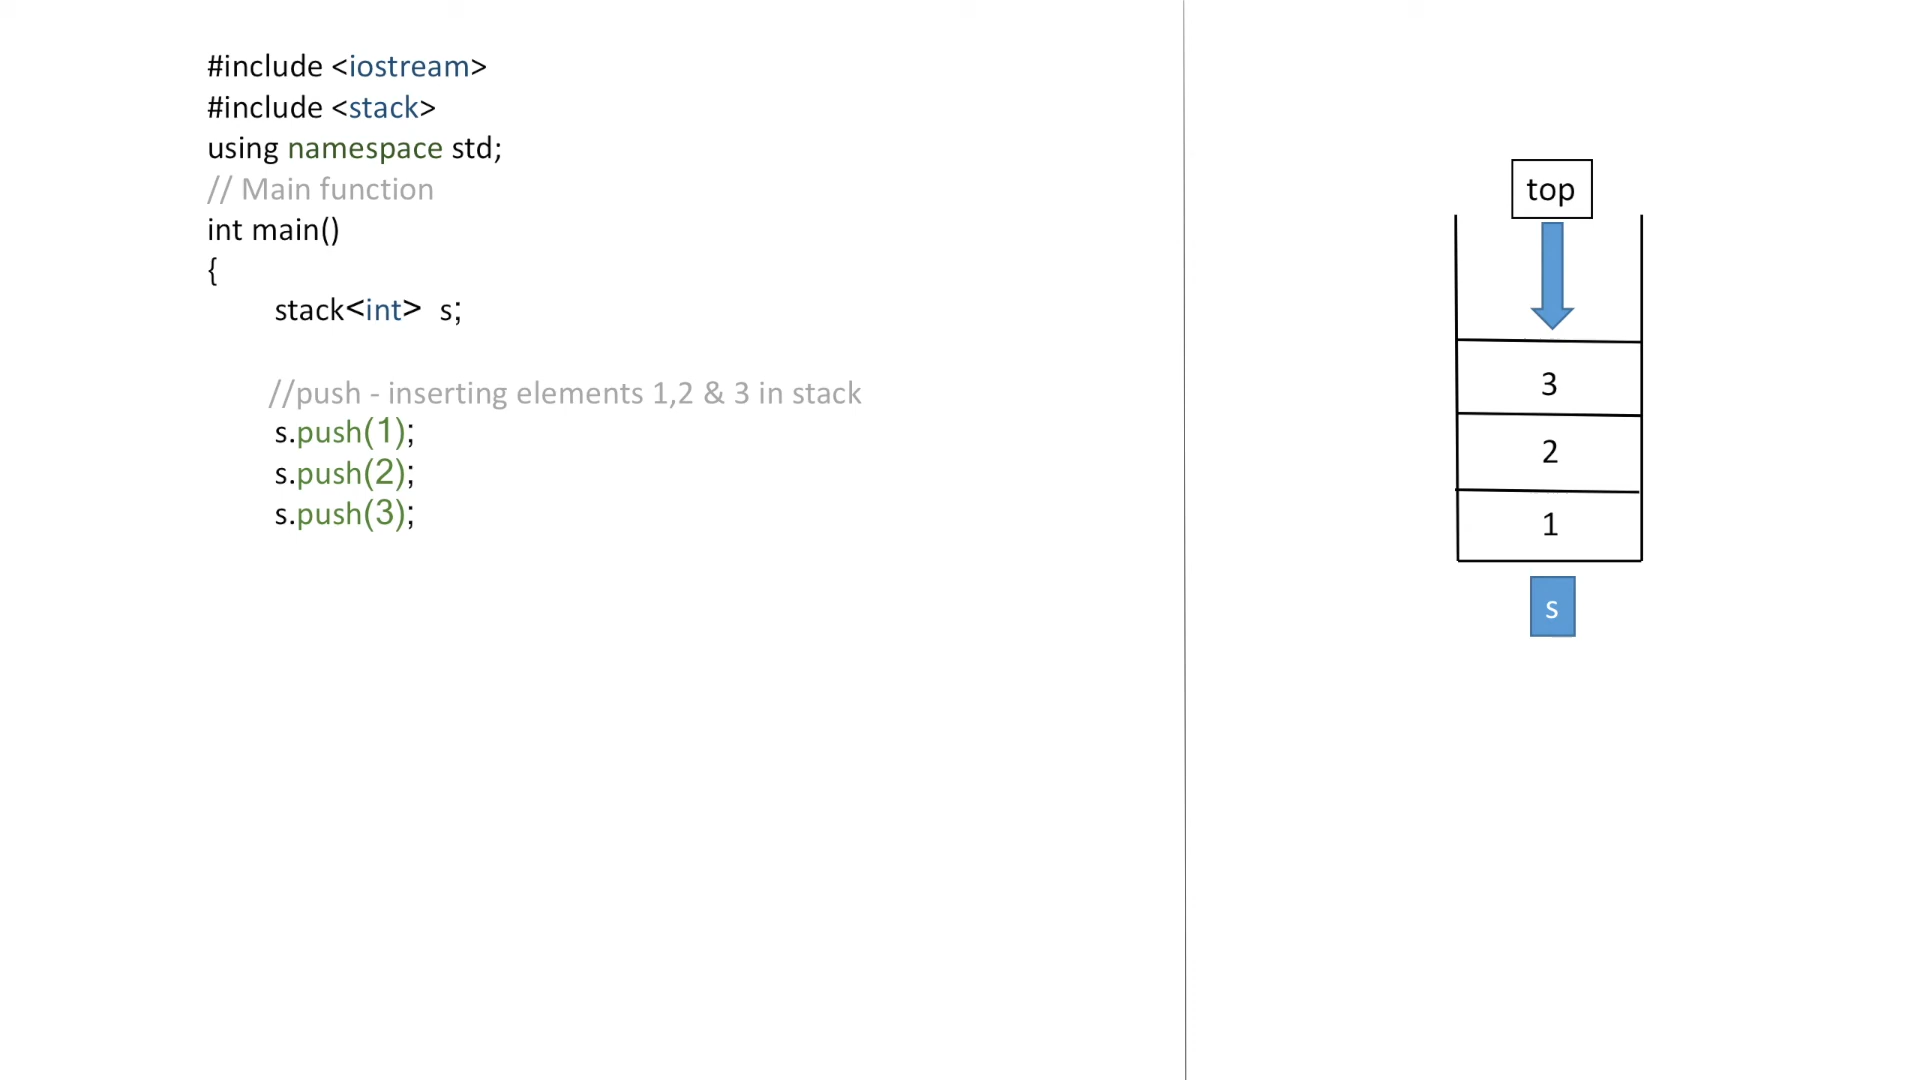 #include <iostream>
#include <stack>
using namespace std;
// Main function
int main()
{
stack<int> s;
//push - inserting elements 1,2 & 3 in stack
s.push(1);
s.push(2);
s.push(3);
top
3
2
1
s